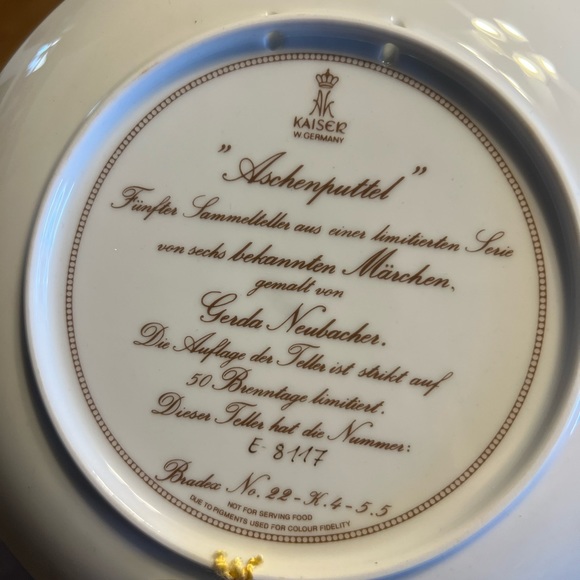 AK
KAISER
W. GERMANY
"Aschenputtel"
Fünfter Sammelteller aus einer limitierten Serie
von sechs bekannten Märchen,
gemalt von
Gerda Neubacher.
Die Auflage der Teller ist strikt auf
50 Brenntage limitiert.
Dieser Teller hat die Nummer:
E-8117
Bradex No. 22-K.4-5.5
NOT FOR SERVING FOOD
DUE TO PIGMENTS USED FOR COLOUR FIDELITY